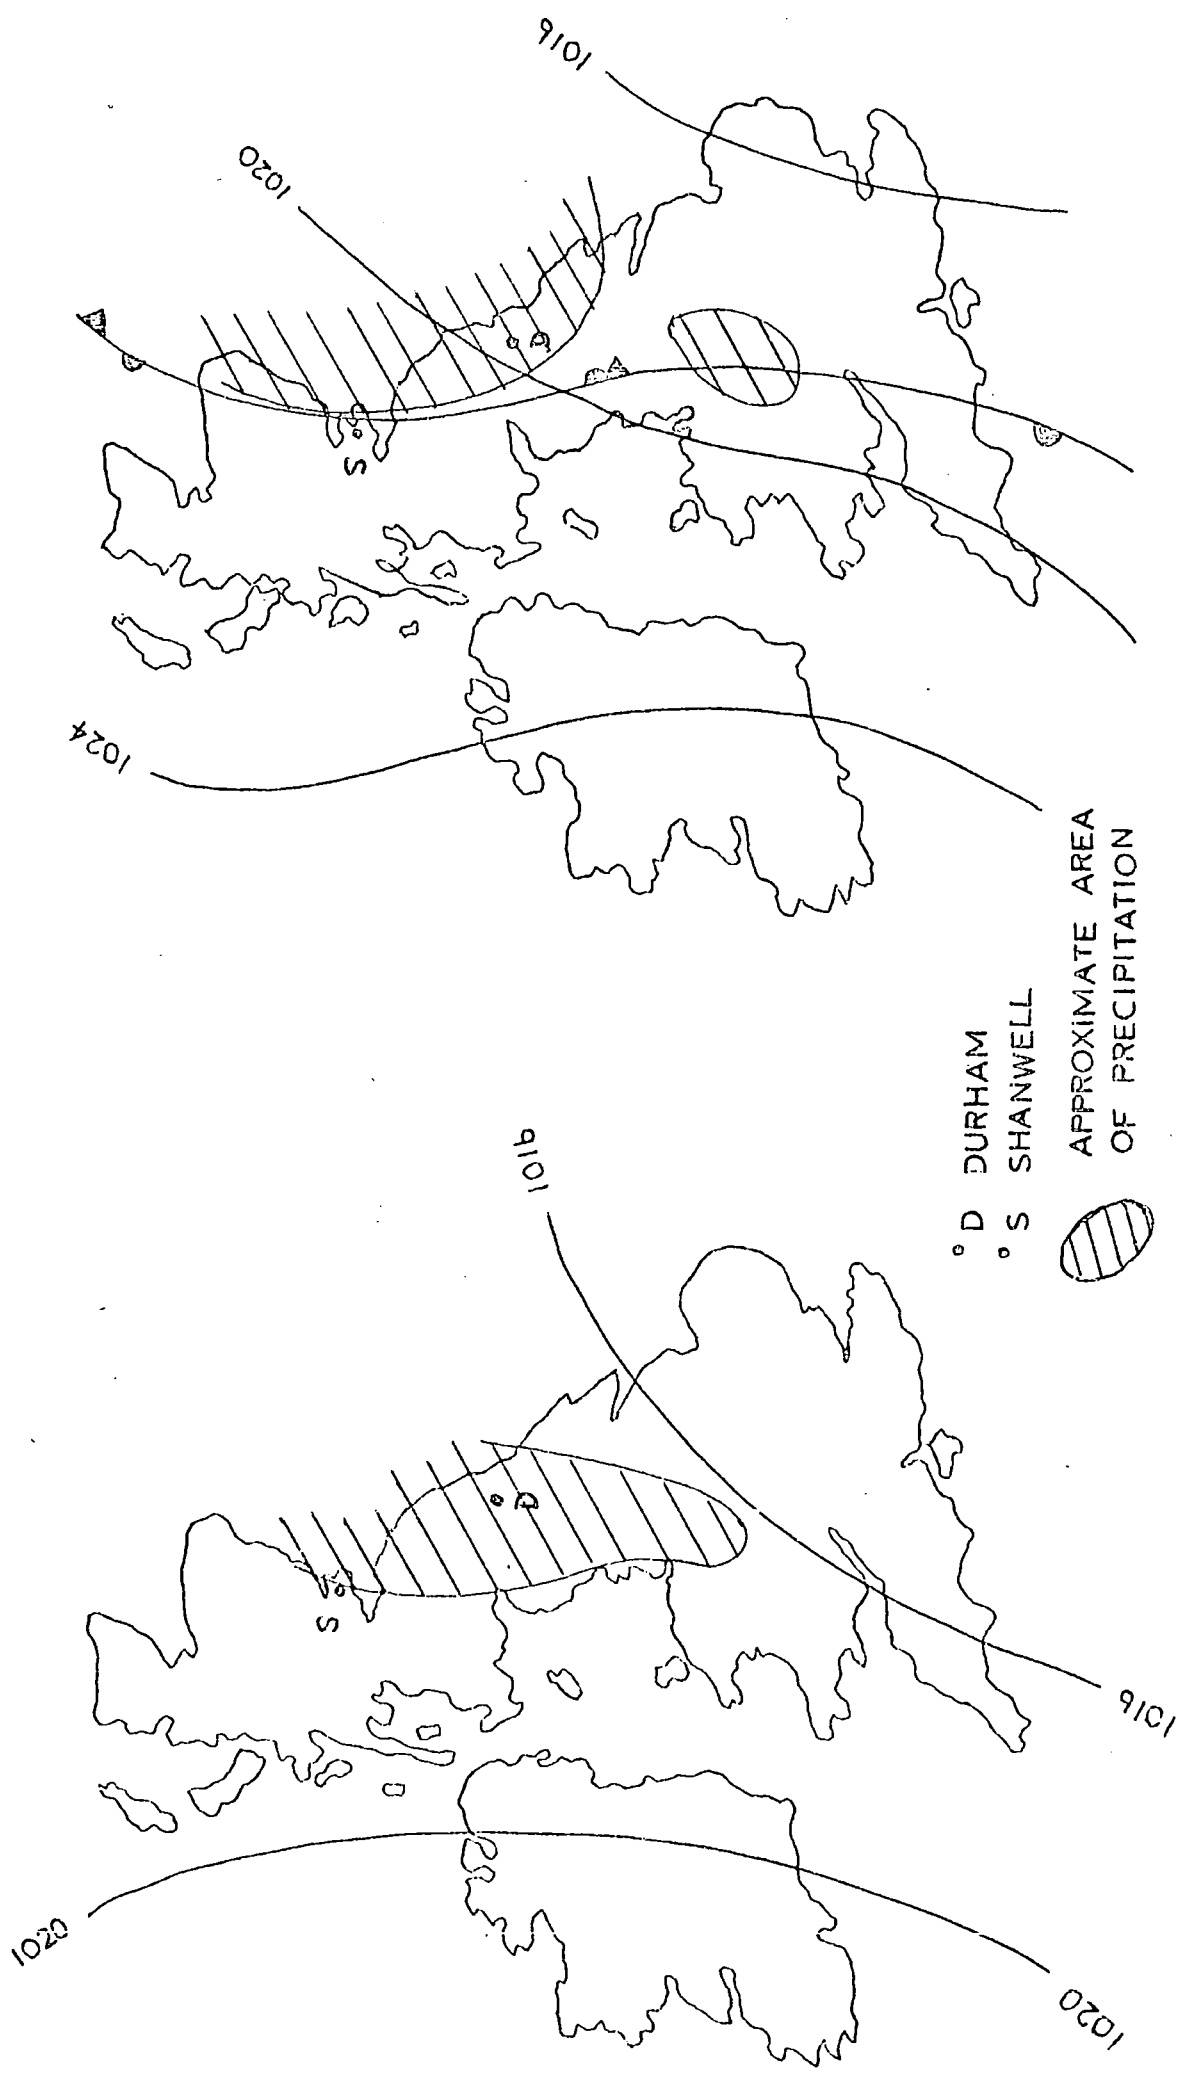 1020
1016
1020
1016
S
D
1024
1020
1016
S
D
D DURHAM
S SHANWELL
APPROXIMATE AREA
OF PRECIPITATION